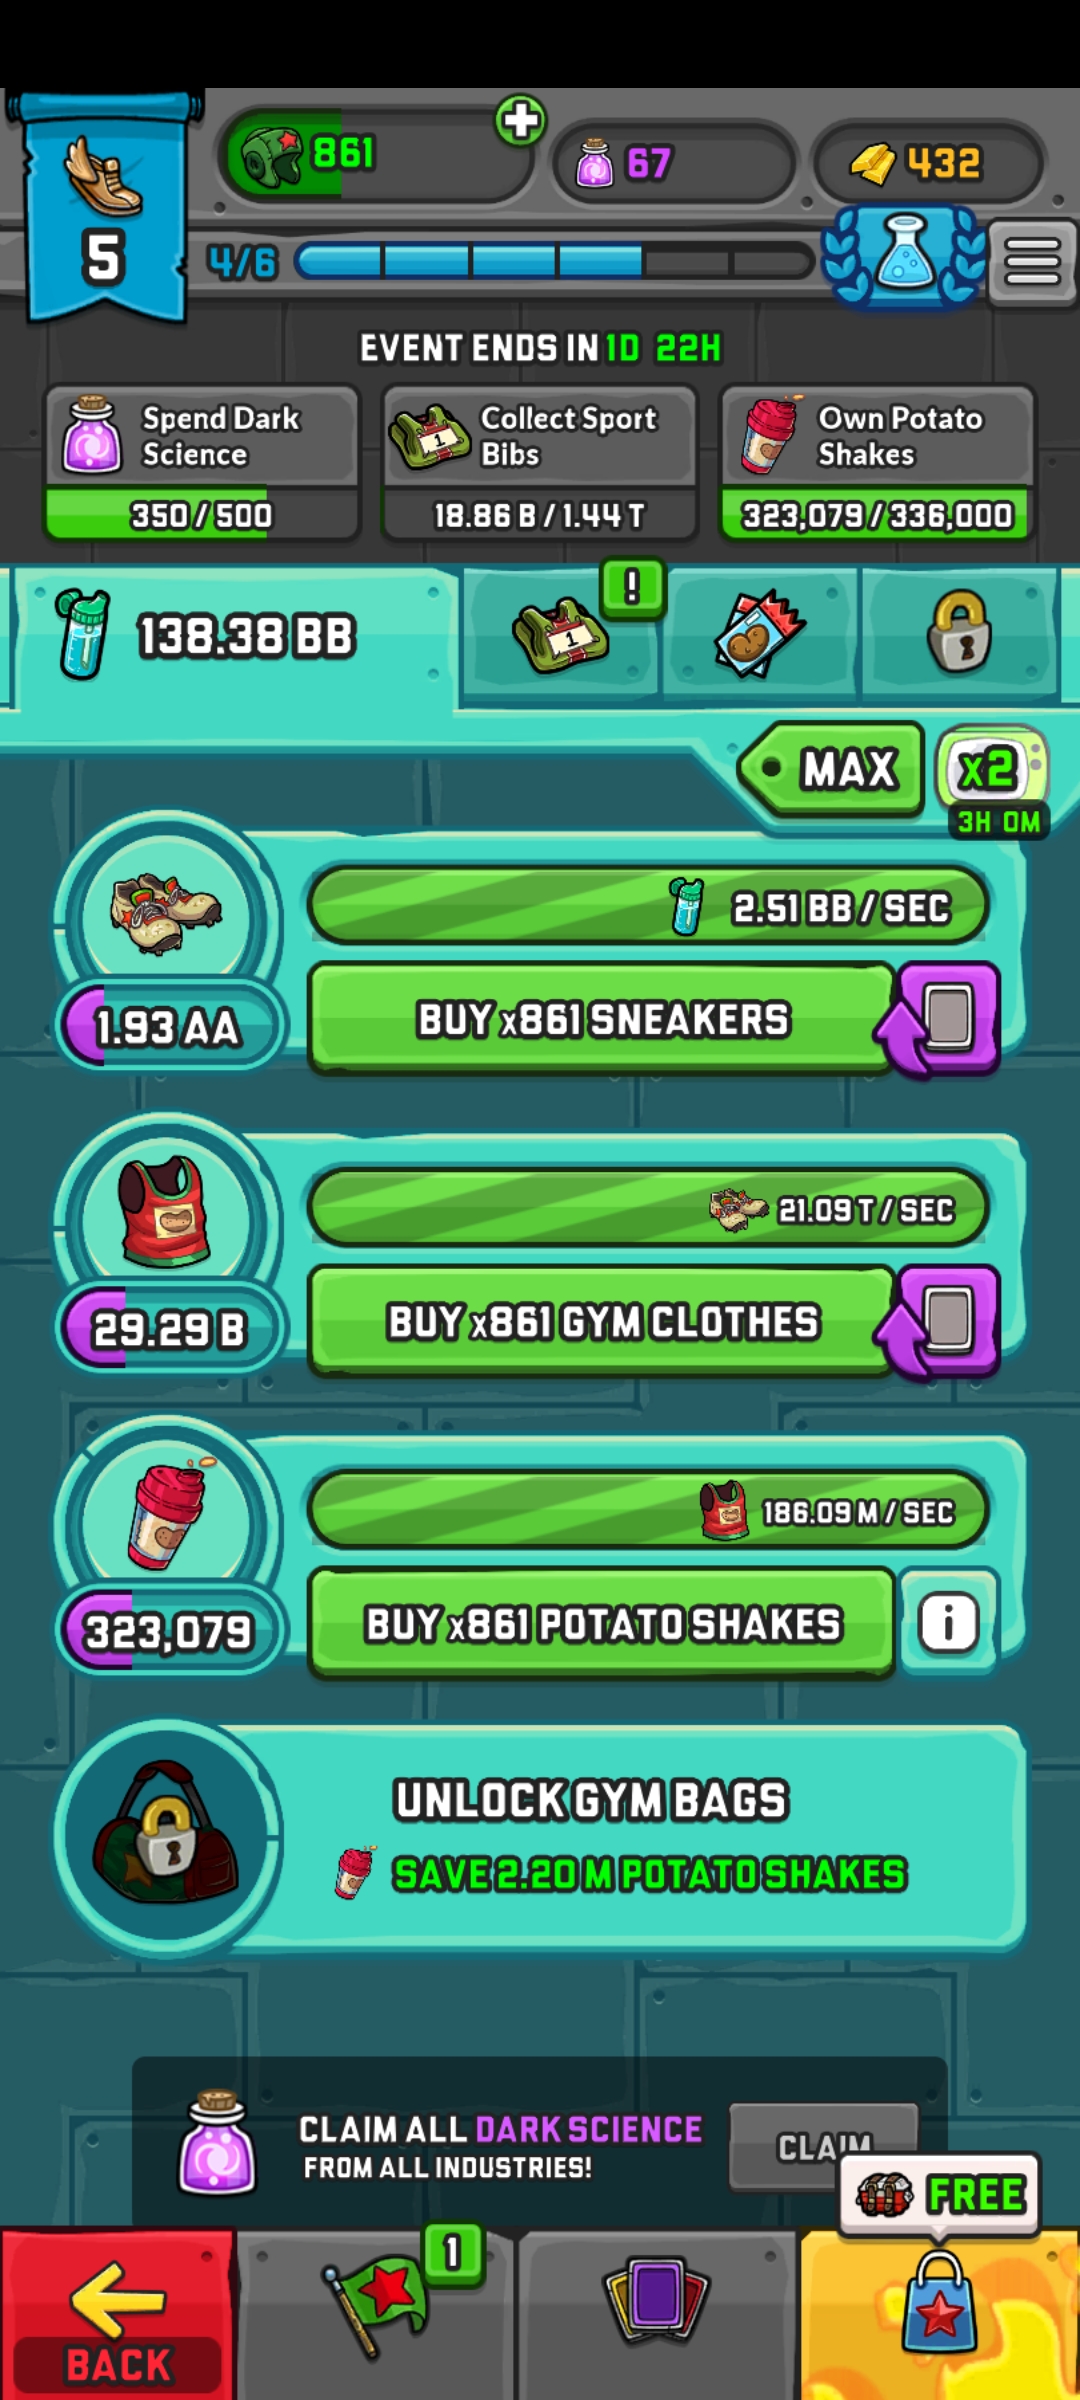 861
67
432
5
4/6
EVENT ENDS IN 1D 22H
Spend Dark
Science
350/500
Collect Sport
Bibs
18.86 B/1.44 T
Own Potato
Shakes
323,079/336,000
138.38 BB
1
!
MAX
x2
3H 0M
2.51 BB/SEC
1.93 AA
BUY x861 SNEAKERS
21.09 T/SEC
29.29 B
BUY x861 GYM CLOTHES
186.09 M/SEC
323,079
BUY x861 POTATO SHAKES
i
UNLOCK GYM BAGS
SAVE 2.20 M POTATO SHAKES
CLAIM ALL DARK SCIENCE
FROM ALL INDUSTRIES!
CLAIM
FREE
1
BACK